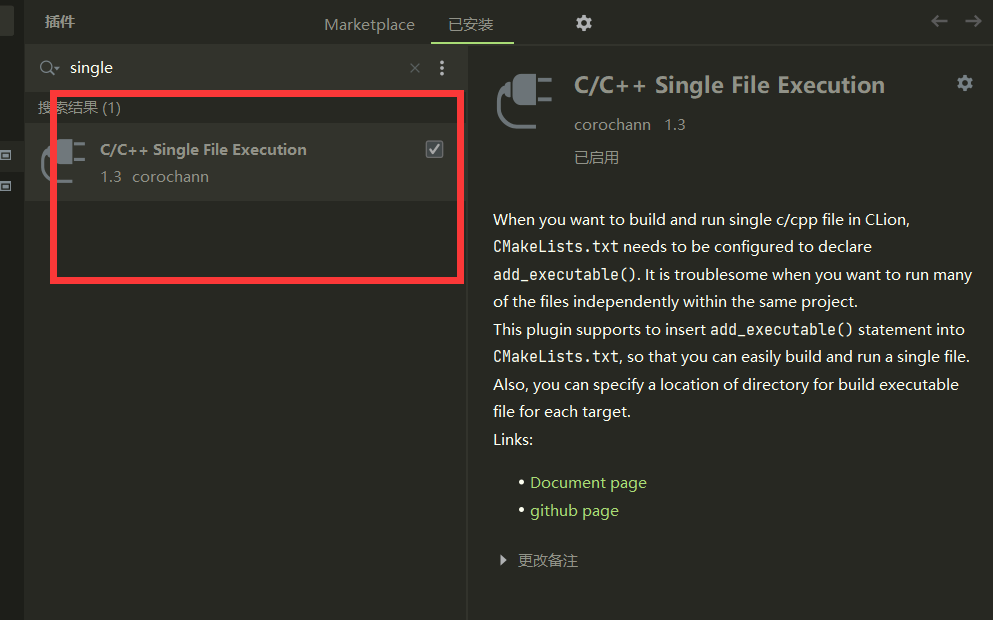 插件
Marketplace
已安装
single
搜索结果 (1)
C/C++ Single File Execution
1.3 corochann
C/C++ Single File Execution
corochann 1.3
已启用
When you want to build and run single c/cpp file in CLion,
CMakeLists.txt needs to be configured to declare
add_executable(). It is troublesome when you want to run many
of the files independently within the same project.
This plugin supports to insert add_executable() statement into
CMakeLists.txt, so that you can easily build and run a single file.
Also, you can specify a location of directory for build executable
file for each target.
Links:
• Document page
• github page
更改备注